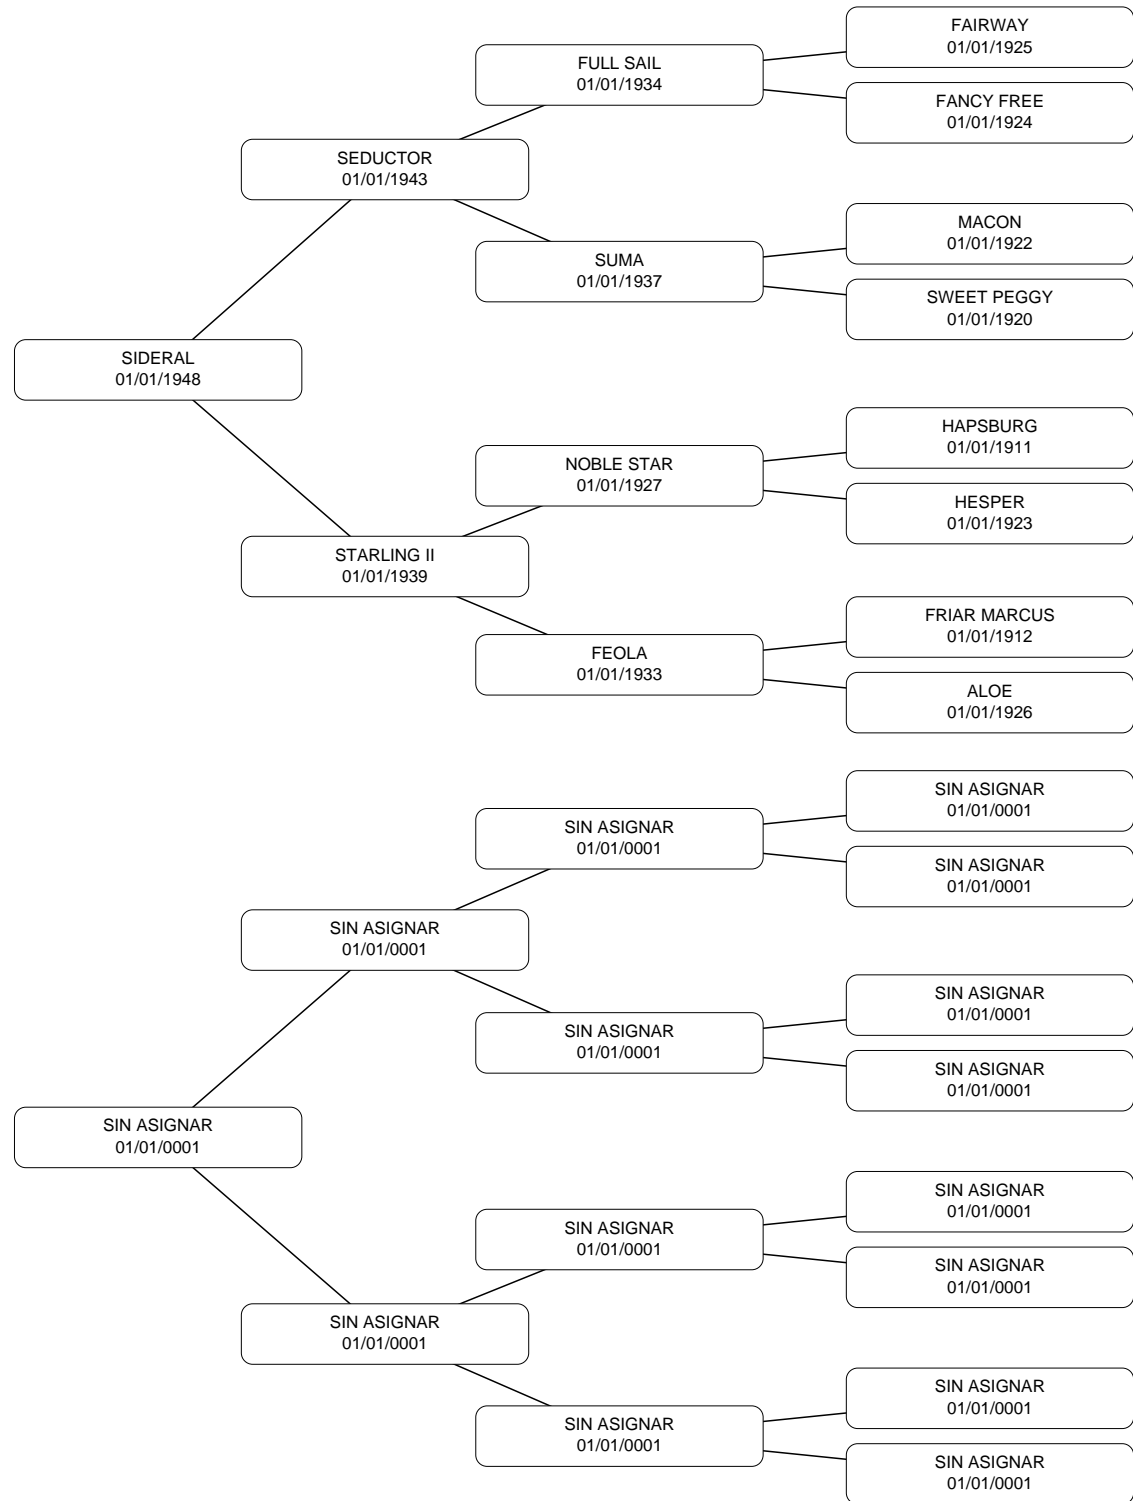 FAIRWAY
01/01/1925
FULL SAIL
01/01/1934
FANCY FREE
01/01/1924
SEDUCTOR
01/01/1943
MACON
01/01/1922
SUMA
01/01/1937
SWEET PEGGY
01/01/1920
SIDERAL
01/01/1948
HAPSBURG
01/01/1911
NOBLE STAR
01/01/1927
HESPER
01/01/1923
STARLING II
01/01/1939
FRIAR MARCUS
01/01/1912
FEOLA
01/01/1933
ALOE
01/01/1926
SIN ASIGNAR
01/01/0001
SIN ASIGNAR
01/01/0001
SIN ASIGNAR
01/01/0001
SIN ASIGNAR
01/01/0001
SIN ASIGNAR
01/01/0001
SIN ASIGNAR
01/01/0001
SIN ASIGNAR
01/01/0001
SIN ASIGNAR
01/01/0001
SIN ASIGNAR
01/01/0001
SIN ASIGNAR
01/01/0001
SIN ASIGNAR
01/01/0001
SIN ASIGNAR
01/01/0001
SIN ASIGNAR
01/01/0001
SIN ASIGNAR
01/01/0001
SIN ASIGNAR
01/01/0001